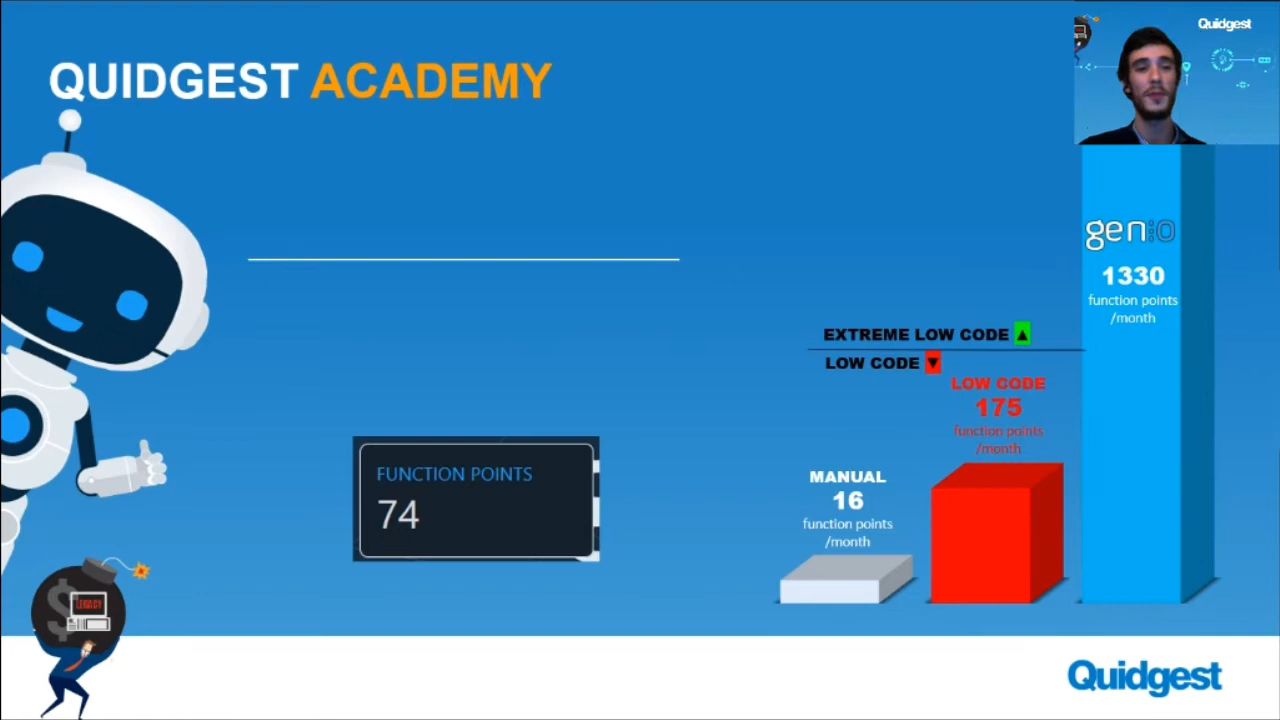 Quidgest
QUIDGEST ACADEMY
genio
1330
function points
/month
EXTREME LOW CODE ▲
LOW CODE ▼
LOW CODE
175
function points
/month
MANUAL
16
function points
/month
FUNCTION POINTS
74
LEGACY
Quidgest